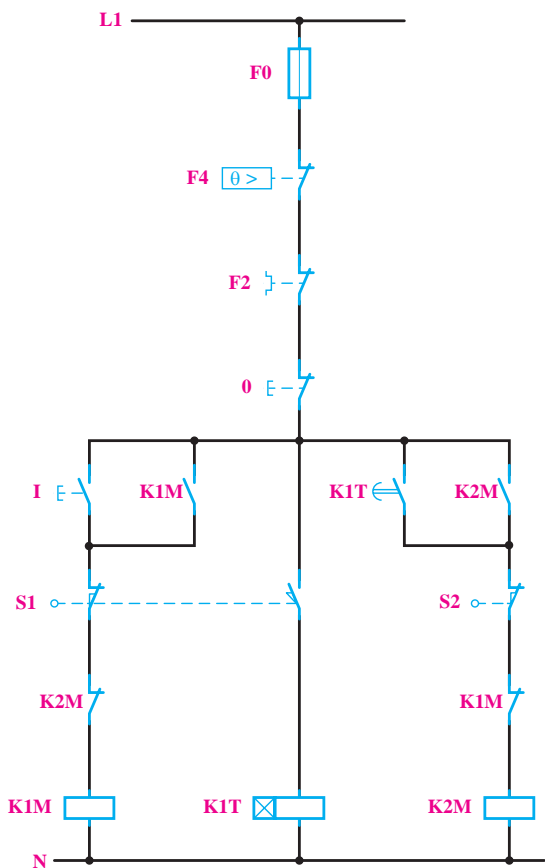 L1
F0
F4 θ >
F2
0
I K1M K1T K2M
S1 S2
K2M K1M
K1M K1T K2M
N